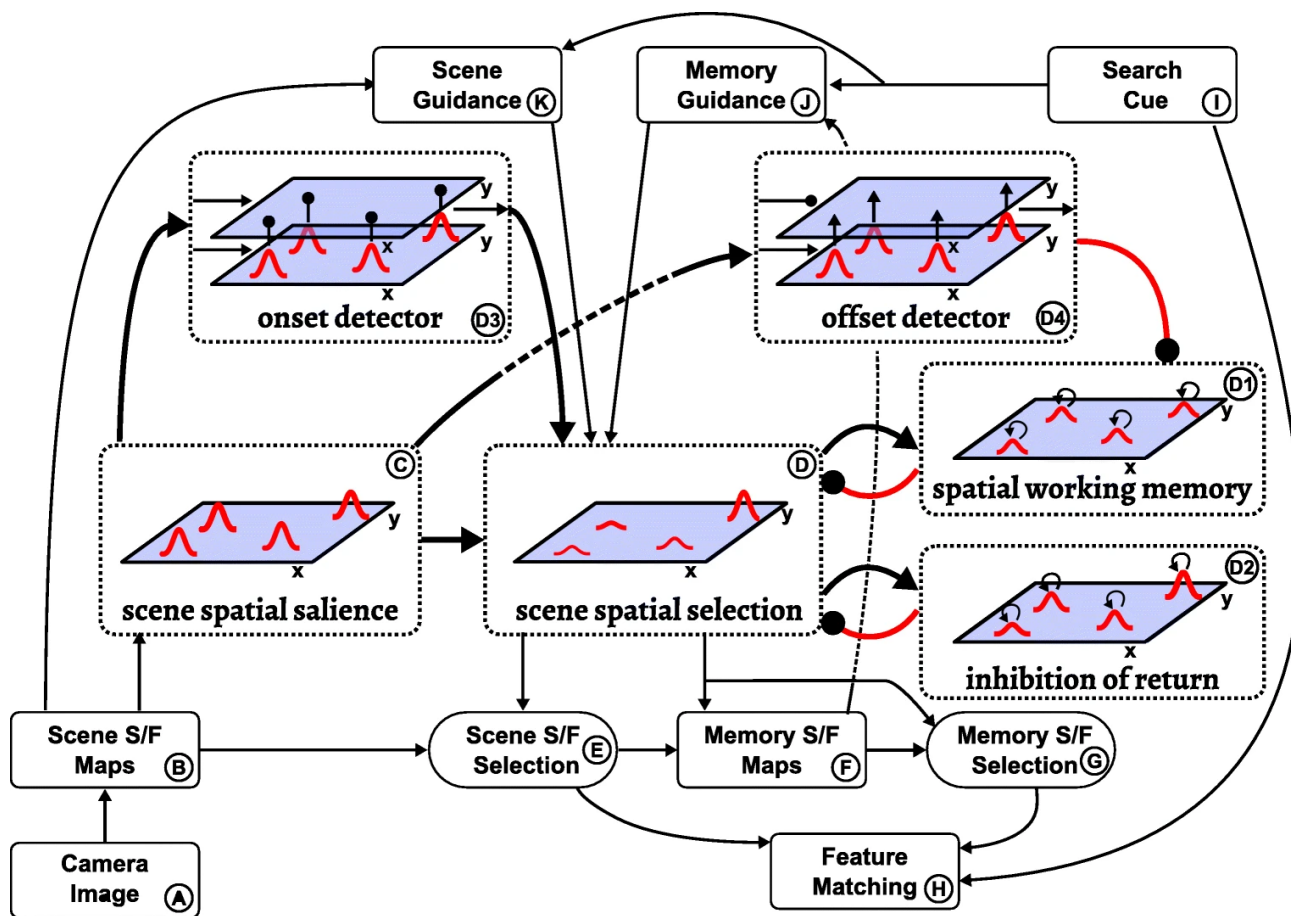 Scene
Guidance K
Memory
Guidance J
Search
Cue I
y
x
y
x
onset detector D3
y
x
y
x
offset detector D4
D1
y
x
spatial working memory
C
y
x
scene spatial salience
D
y
x
scene spatial selection
D2
y
x
inhibition of return
Scene S/F
Maps B
Scene S/F
Selection E
Memory S/F
Maps F
Memory S/F
Selection G
Camera
Image A
Feature
Matching H